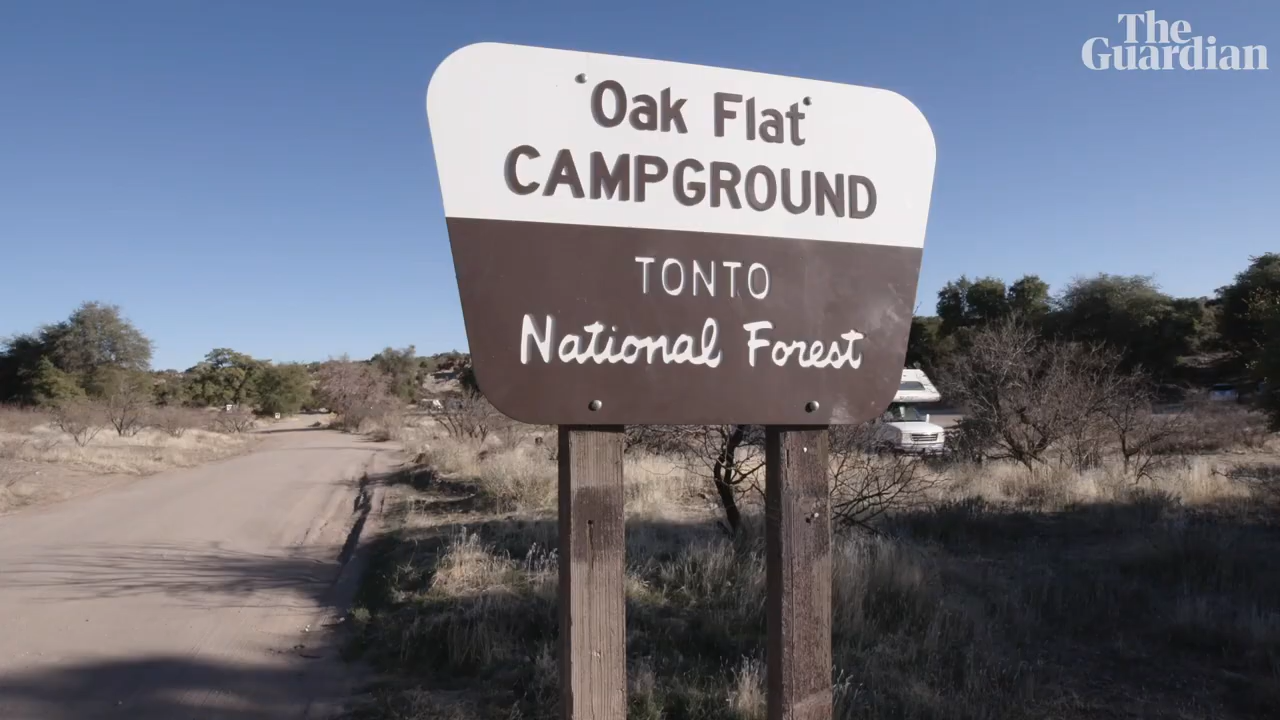 The
Guardian
Oak Flat
CAMPGROUND
TONTO
National Forest